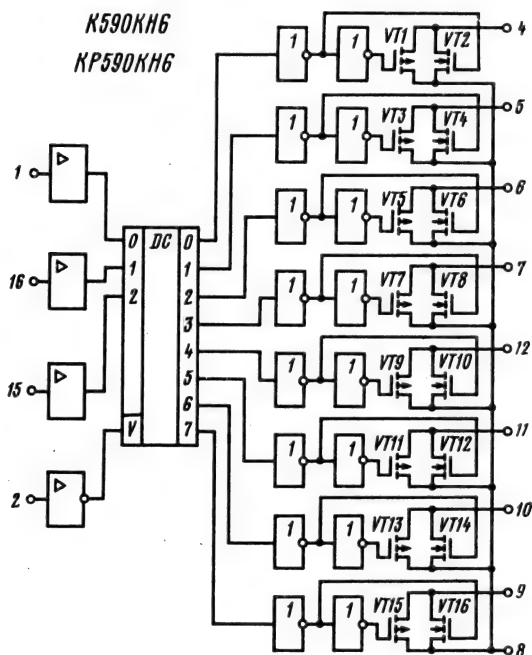 К590КН6
КР590КН6
1 1 VT1 VT2 4
1 1 VT3 VT4 5
1 1 VT5 VT6 6
1 1 VT7 VT8 7
1 1 VT9 VT10 12
1 1 VT11 VT12 11
1 1 VT13 VT14 10
1 1 VT15 VT16 9
8
1
16
15
2
0 DC 0
1 1
2 2
3
4
5
6
V 7